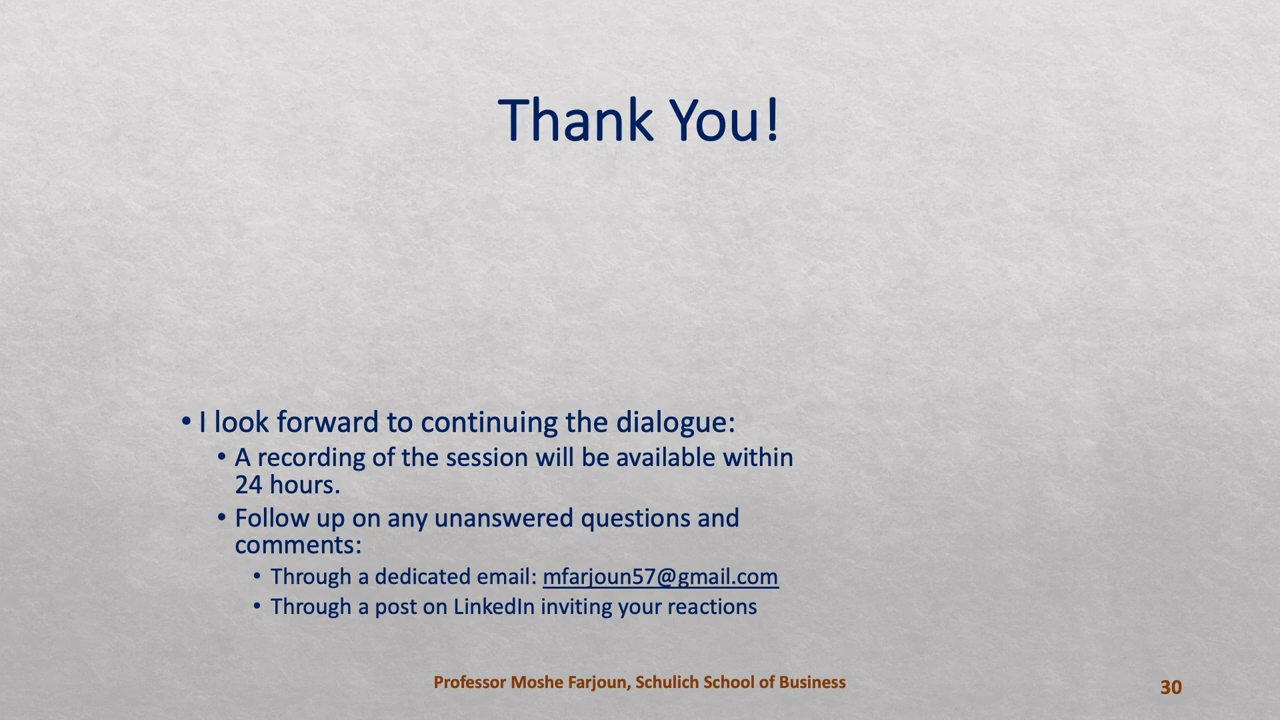 Thank You!
• I look forward to continuing the dialogue:
• A recording of the session will be available within
24 hours.
• Follow up on any unanswered questions and
comments:
• Through a dedicated email: mfarjoun57@gmail.com
• Through a post on LinkedIn inviting your reactions
Professor Moshe Farjoun, Schulich School of Business
30